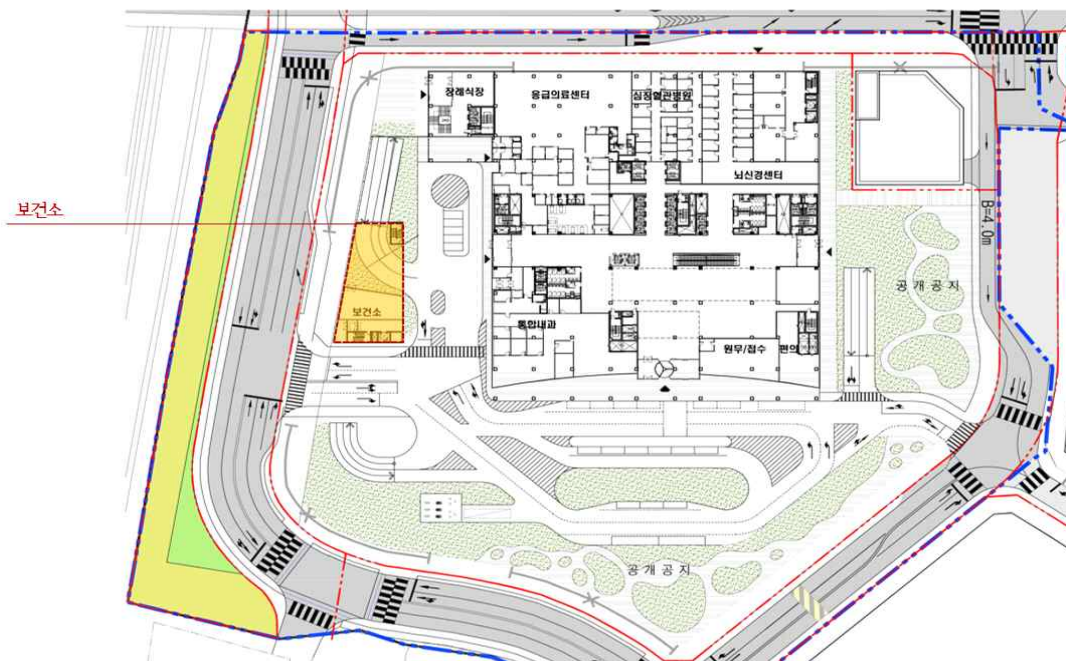 장례식장
응급의료센터
심장혈관병원
뇌신경센터
보건소
B=4.0m
공개공지
보건소
통합내과
원무/접수
편의
공개공지